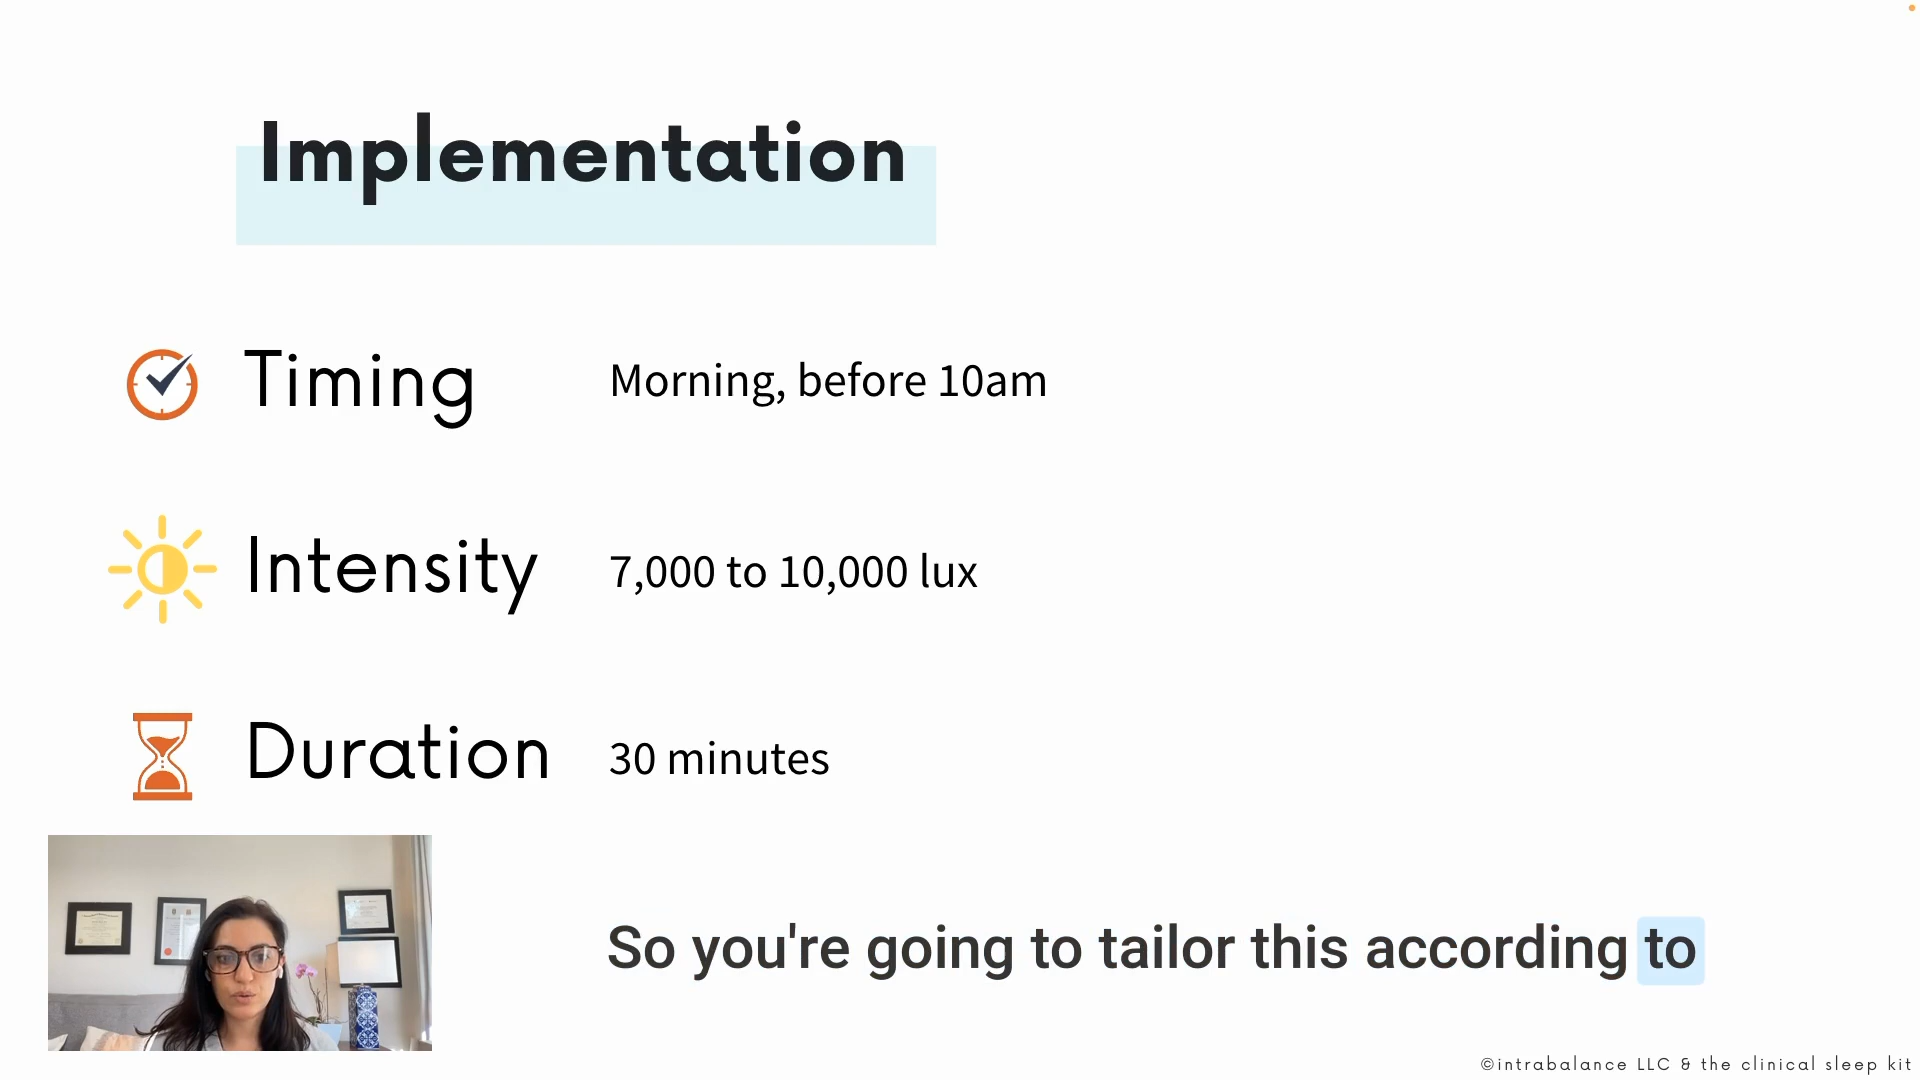 Implementation
Timing
Morning, before 10am
Intensity
7,000 to 10,000 lux
Duration
30 minutes
So you're going to tailor this according to
©intrabalance LLC & the clinical sleep kit